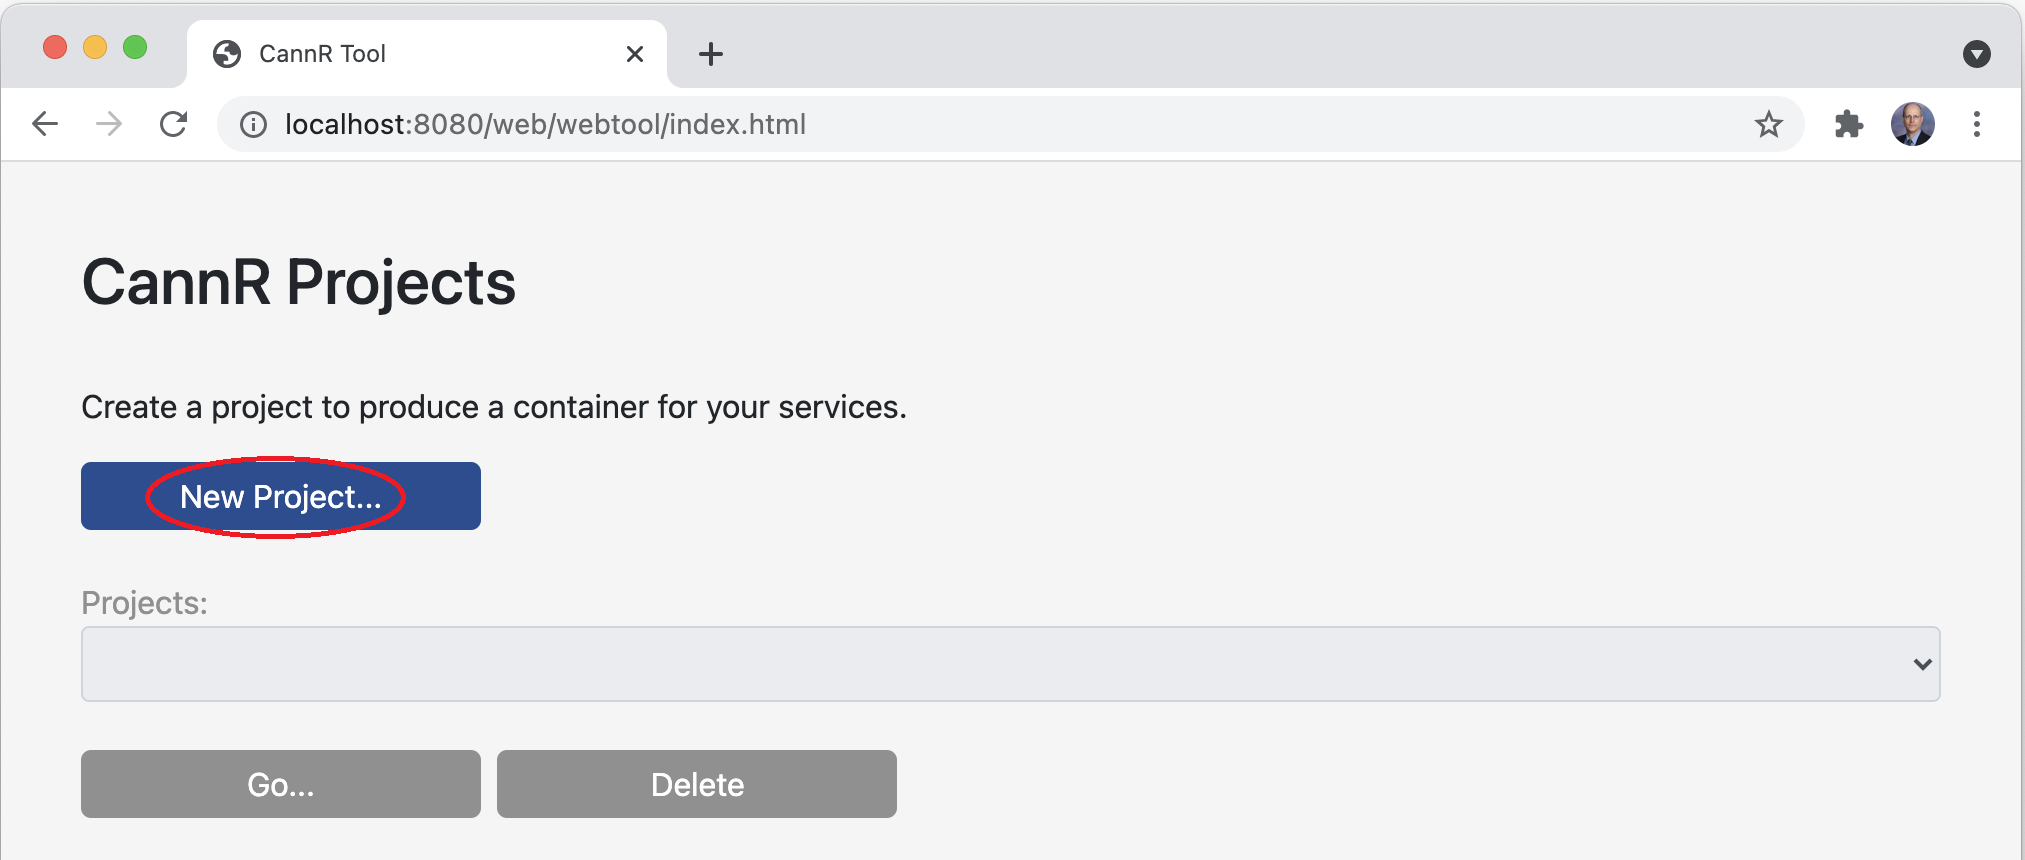 CannR Tool
localhost:8080/web/webtool/index.html
CannR Projects
Create a project to produce a container for your services.
New Project...
Projects:
Go...
Delete